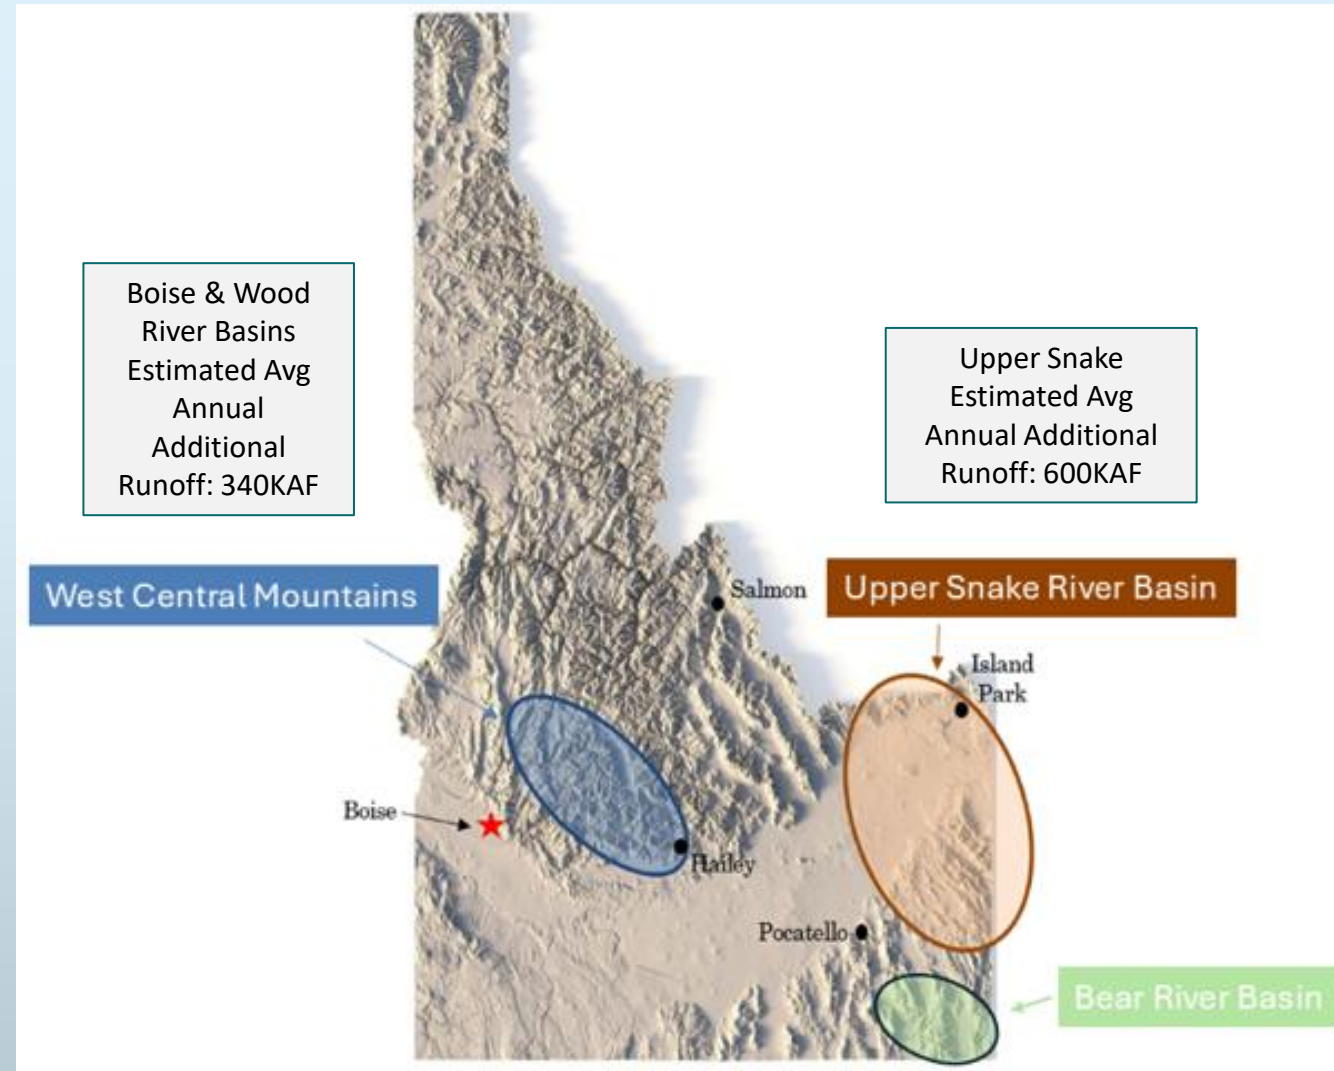 Boise & Wood
River Basins
Estimated Avg
Annual
Additional
Runoff: 340KAF
Upper Snake
Estimated Avg
Annual Additional
Runoff: 600KAF
West Central Mountains
Salmon
Upper Snake River Basin
Island
Park
Boise
Hailey
Pocatello
Bear River Basin